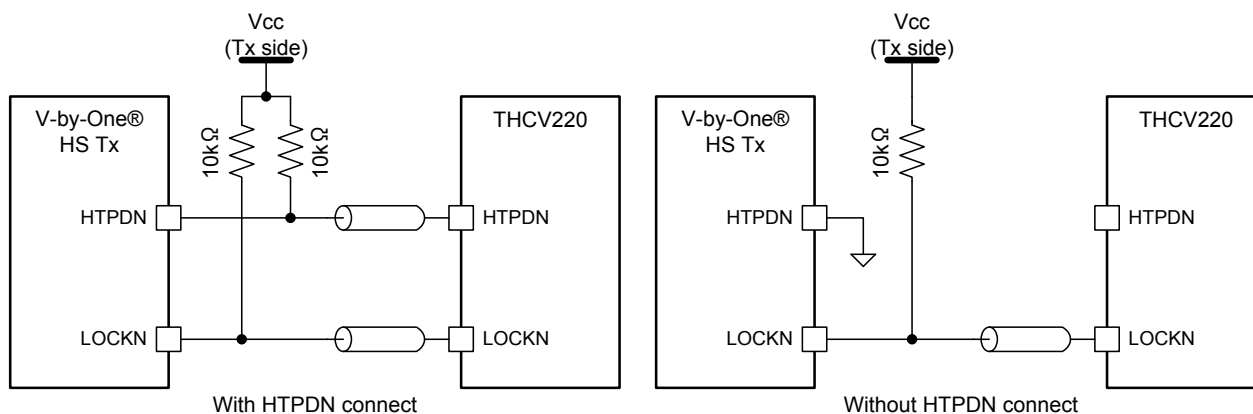 Vcc
(Tx side)
V-by-One®
HS Tx
10kΩ
10kΩ
THCV220
HTPDN
HTPDN
LOCKN
LOCKN
With HTPDN connect
Vcc
(Tx side)
V-by-One®
HS Tx
10kΩ
THCV220
HTPDN
HTPDN
LOCKN
LOCKN
Without HTPDN connect